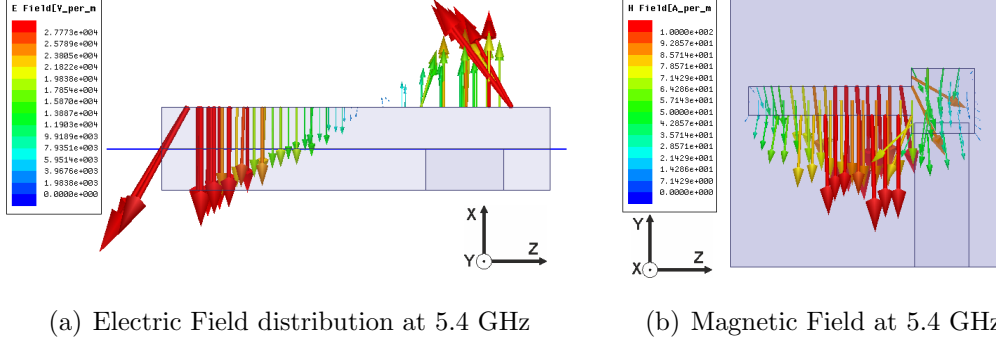 E Field[V_per_m
2.7773e+004
2.5789e+004
2.3805e+004
2.1822e+004
1.9838e+004
1.7854e+004
1.5870e+004
1.3887e+004
1.1903e+004
9.9189e+003
7.9351e+003
5.9514e+003
3.9676e+003
1.9838e+003
0.0000e+000
X
Y
Z
H Field[A_per_m
1.0000e+002
9.2857e+001
8.5714e+001
7.8571e+001
7.1429e+001
6.4286e+001
5.7143e+001
5.0000e+001
4.2857e+001
3.5714e+001
2.8571e+001
2.1429e+001
1.4286e+001
7.1429e+000
0.0000e+000
Y
X
Z
(a) Electric Field distribution at 5.4 GHz
(b) Magnetic Field at 5.4 GHz